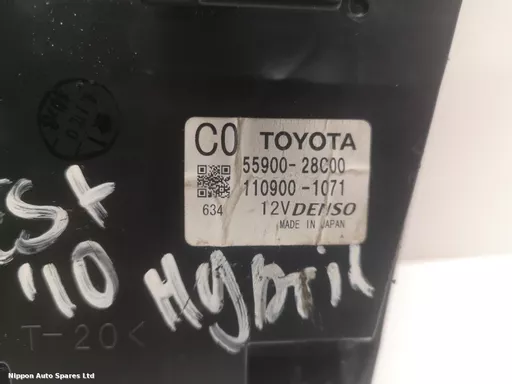 C0 TOYOTA
55900-28C00
110900-1071
634 12V DENSO
MADE IN JAPAN
'10 Hybrid
T-20<
Nippon Auto Spares Ltd